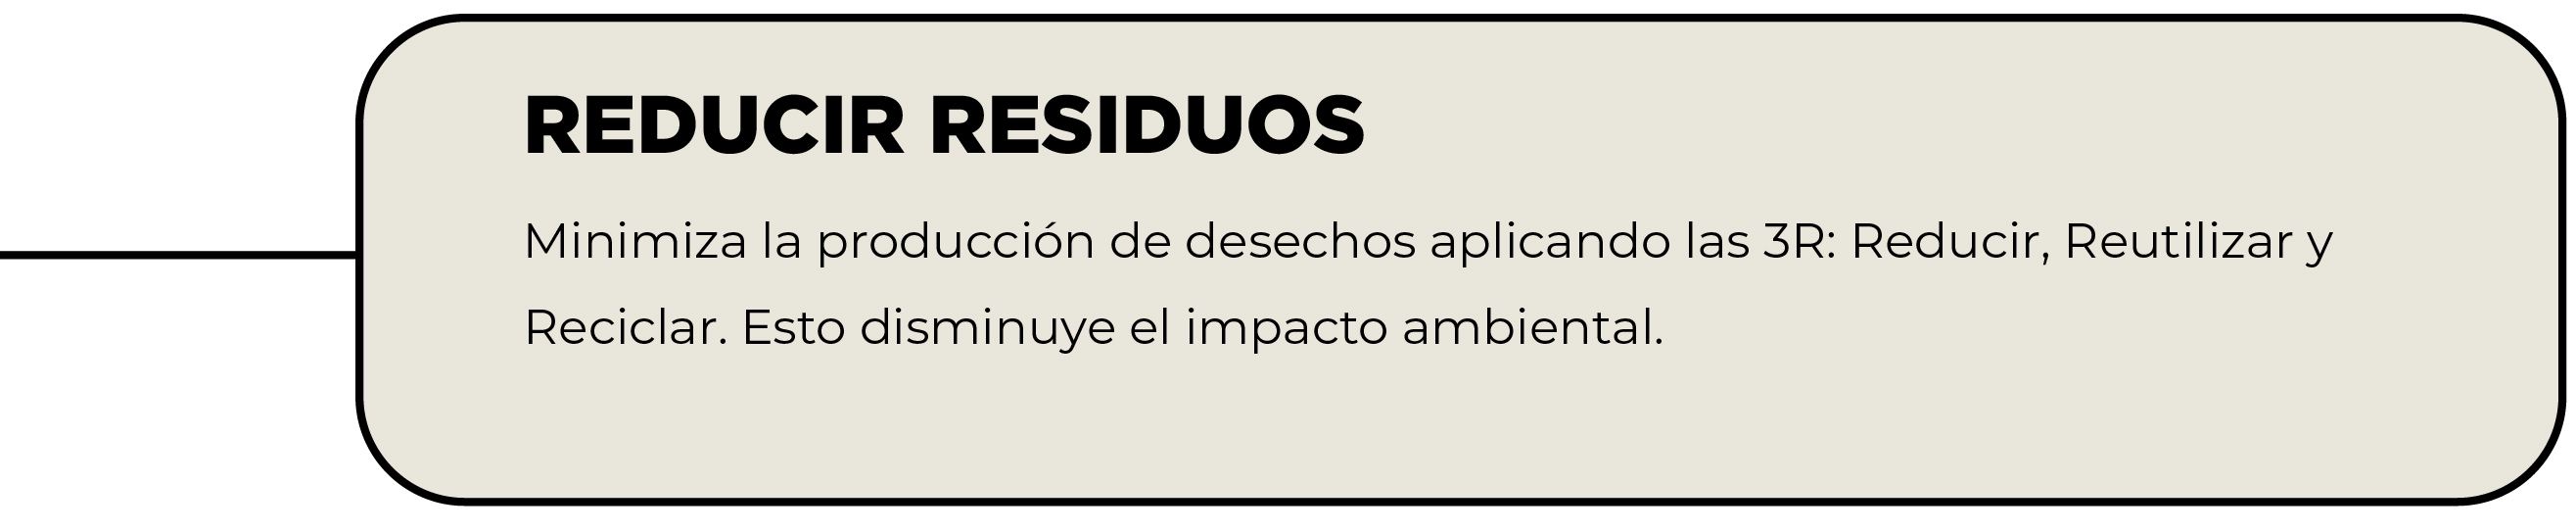 REDUCIR RESIDUOS
Minimiza la producción de desechos aplicando las 3R: Reducir, Reutilizar y
Reciclar. Esto disminuye el impacto ambiental.